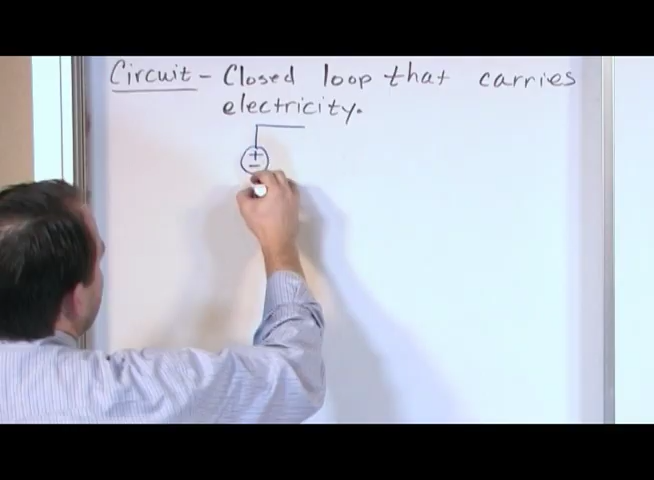 Circuit - Closed loop that carries
electricity.
+
-